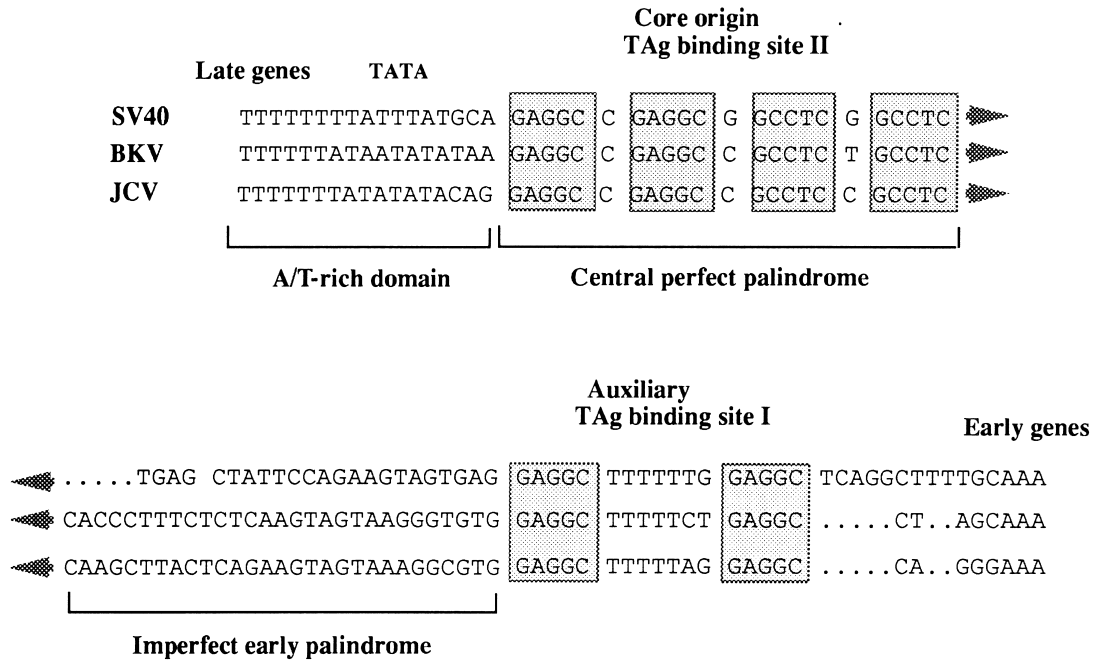 Core origin
TAg binding site II
Late genes TATA
SV40 TTTTTTTTATTTATGCA GAGGC C GAGGC G GCCTC G GCCTC
BKV TTTTTTATAATATATAA GAGGC C GAGGC C GCCTC T GCCTC
JCV TTTTTTTATATATACAG GAGGC C GAGGC C GCCTC C GCCTC
A/T-rich domain Central perfect palindrome
Auxiliary
TAg binding site I
Early genes
.....TGAG CTATTCCAGAAGTAGTGAG GAGGC TTTTTTG GAGGC TCAGGCTTTTGCAAA
CACCCTTTCTCTCAAGTAGTAAGGGTGTG GAGGC TTTTTCT GAGGC .....CT..AGCAAA
CAAGCTTACTCAGAAGTAGTAAAGGCGTG GAGGC TTTTTAG GAGGC .....CA..GGGAAA
Imperfect early palindrome